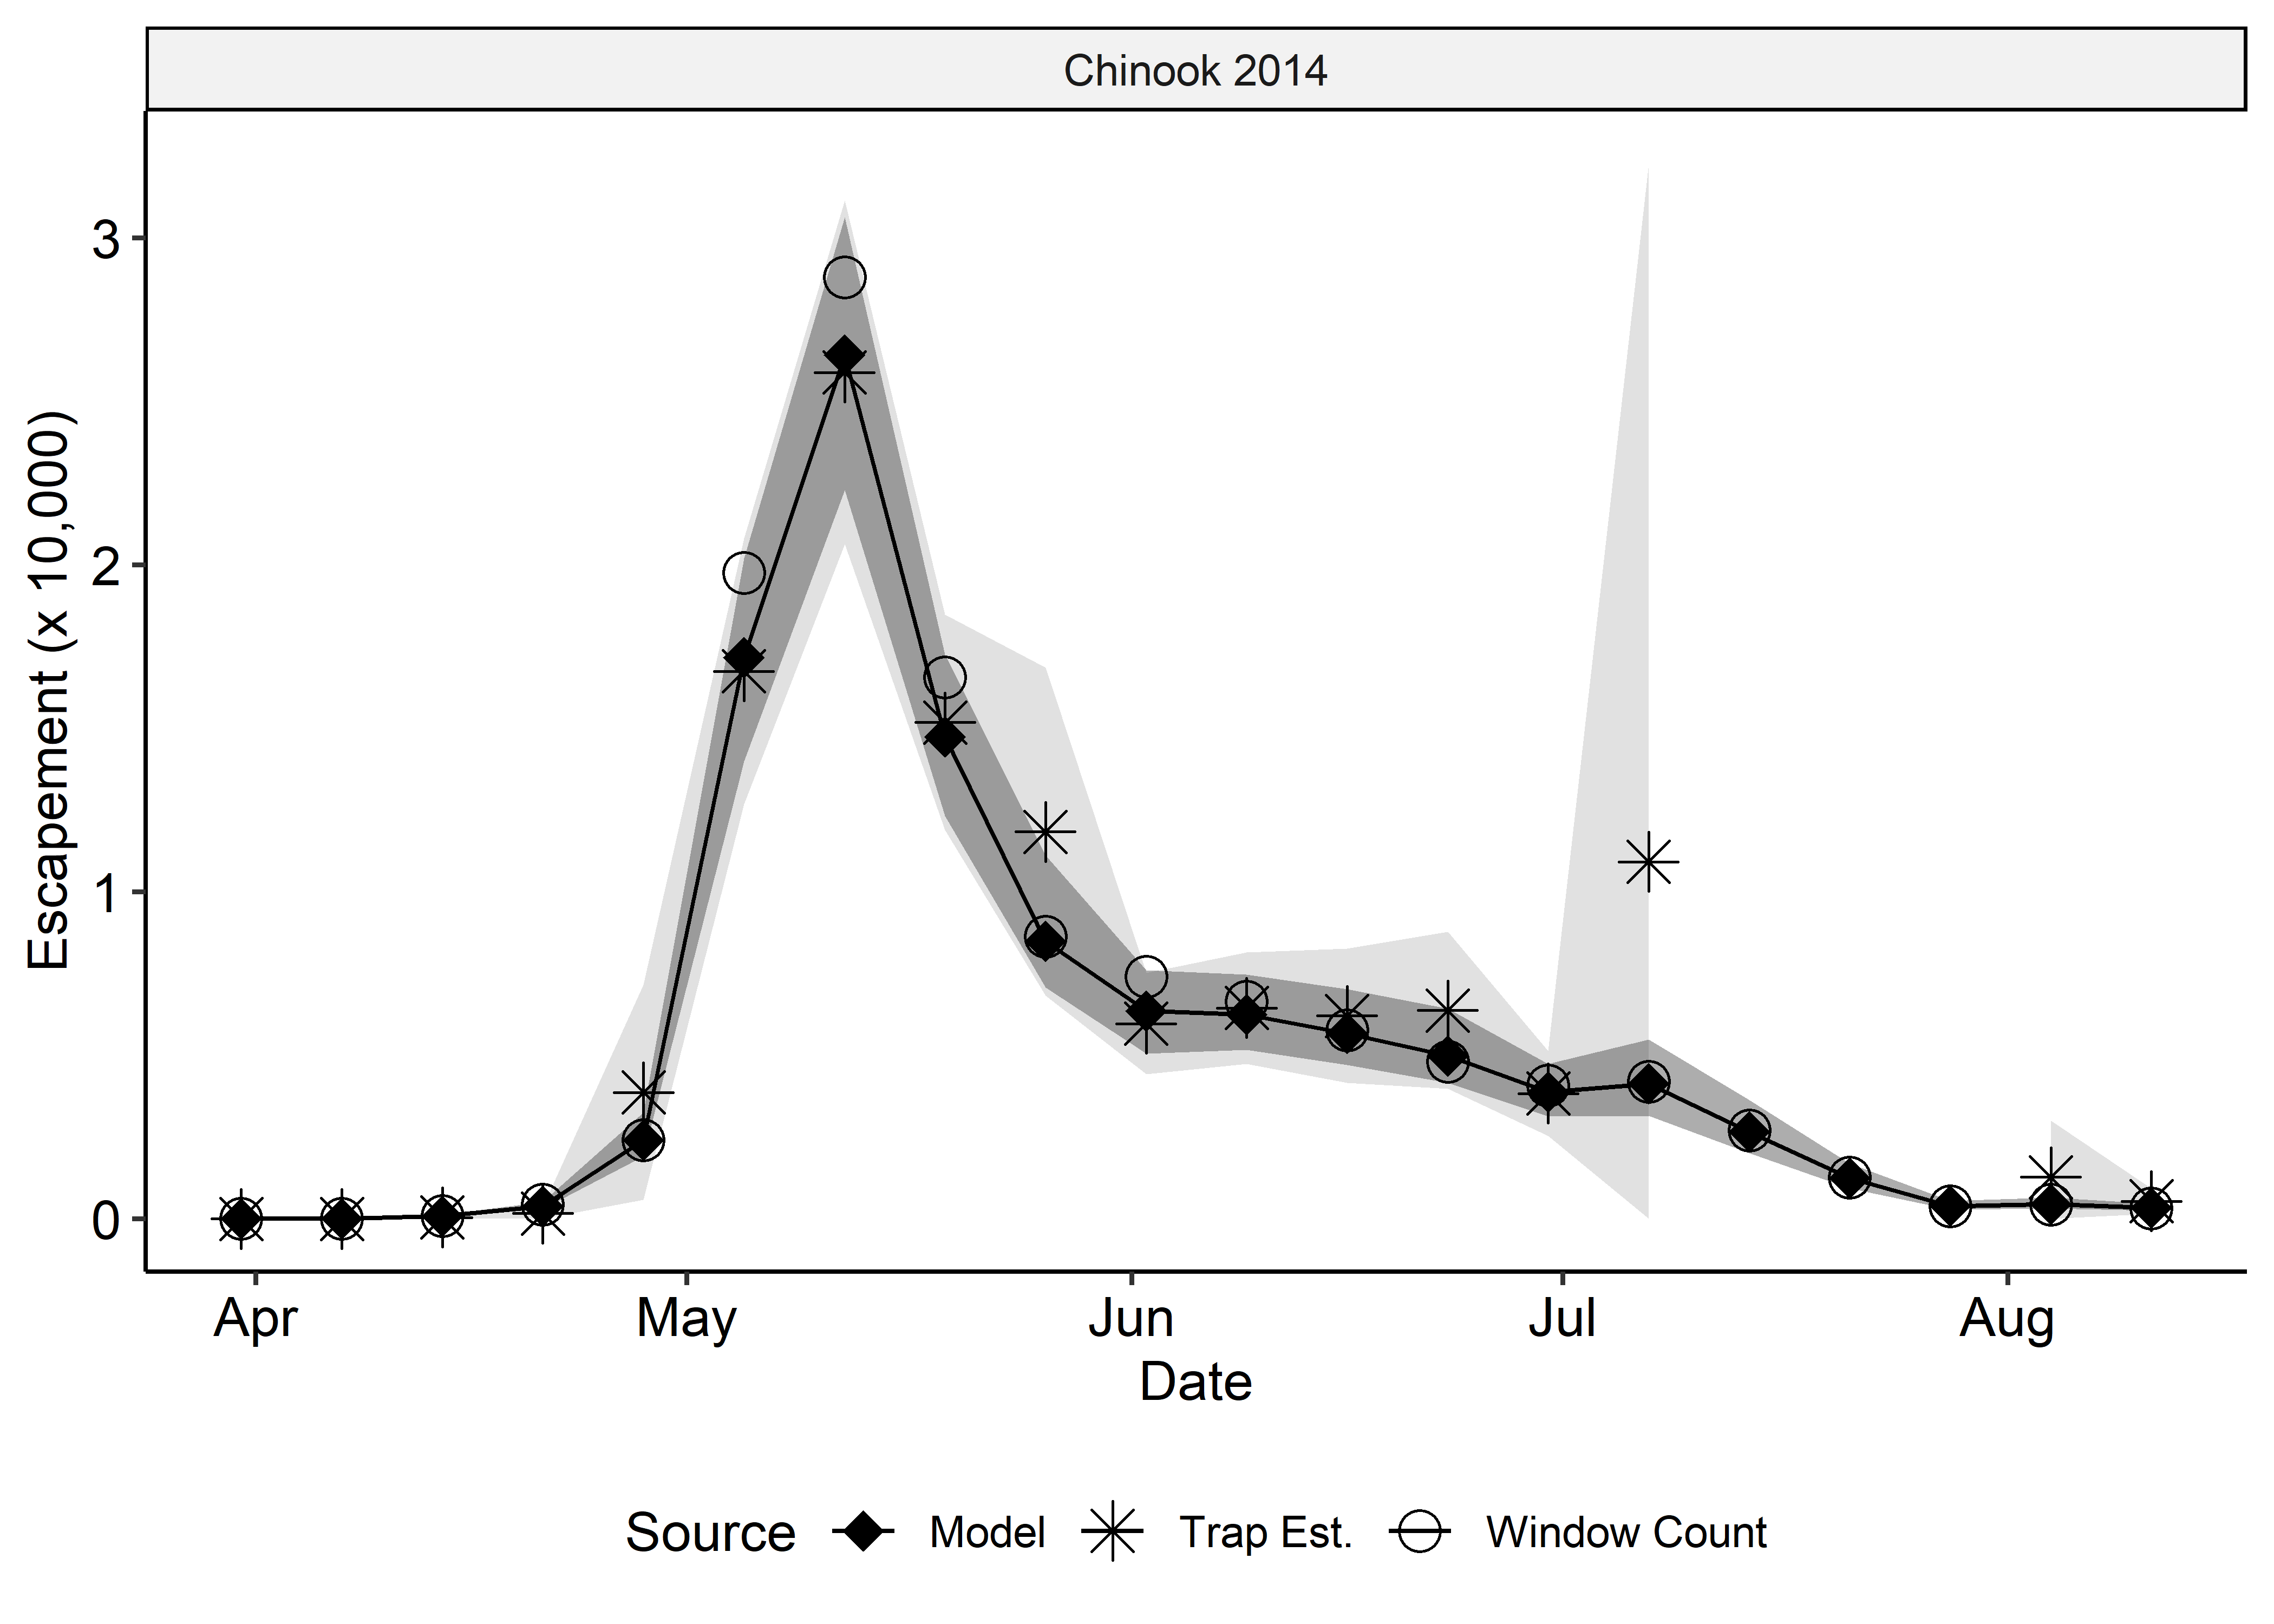 Chinook 2014
Escapement (x 10,000)
3
2
1
0
Apr May Jun Jul Aug
Date
Source Model Trap Est. Window Count